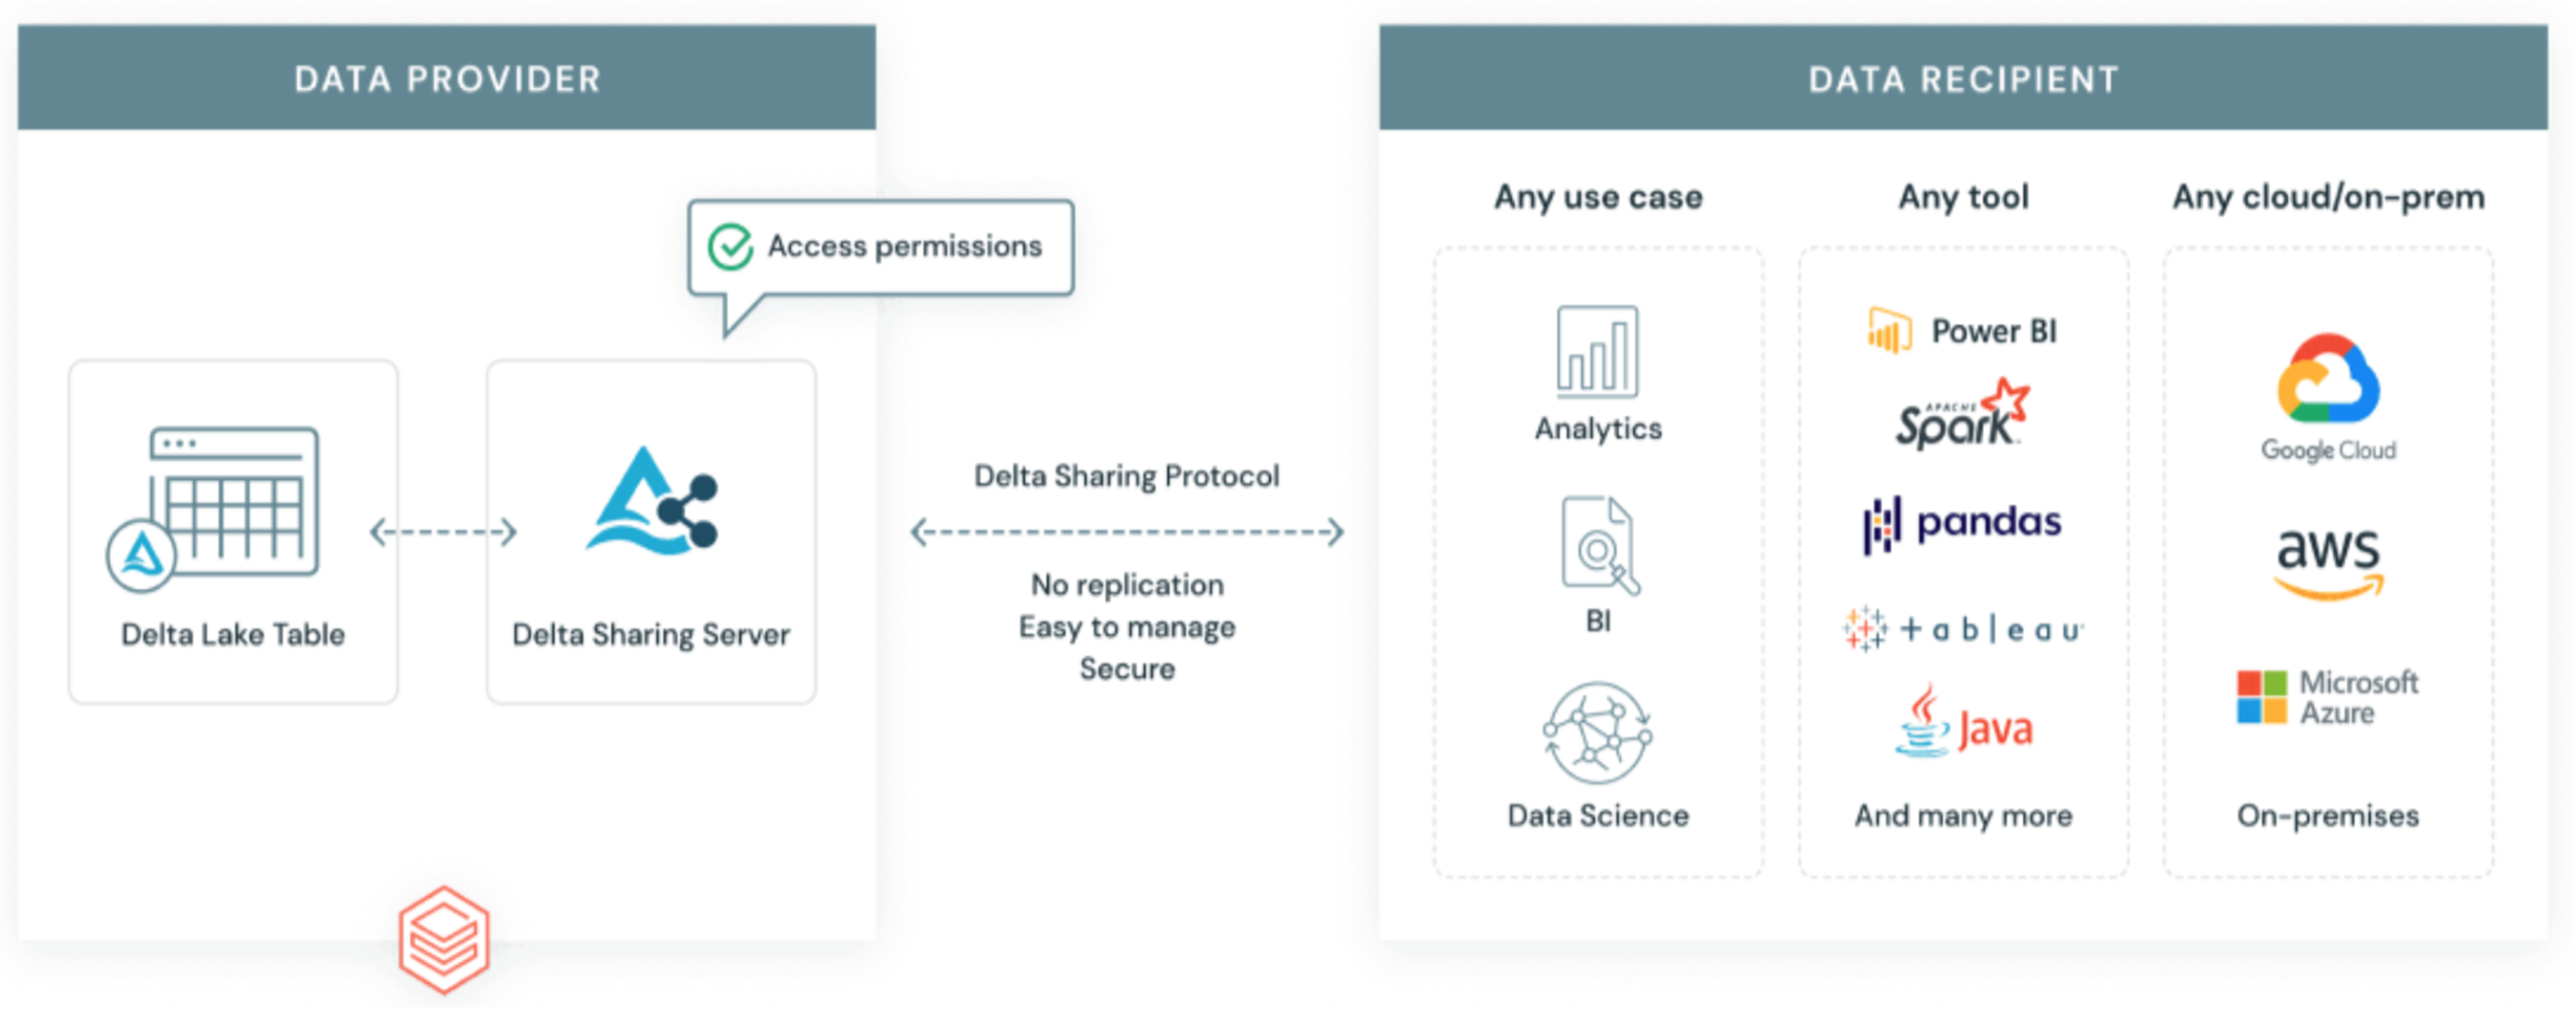 DATA PROVIDER
Access permissions
Delta Lake Table
Delta Sharing Server
Delta Sharing Protocol
No replication
Easy to manage
Secure
DATA RECIPIENT
Any use case
Analytics
BI
Data Science
Any tool
Power BI
APACHE
Spark
pandas
+ableau
Java
And many more
Any cloud/on-prem
Google Cloud
aws
Microsoft
Azure
On-premises